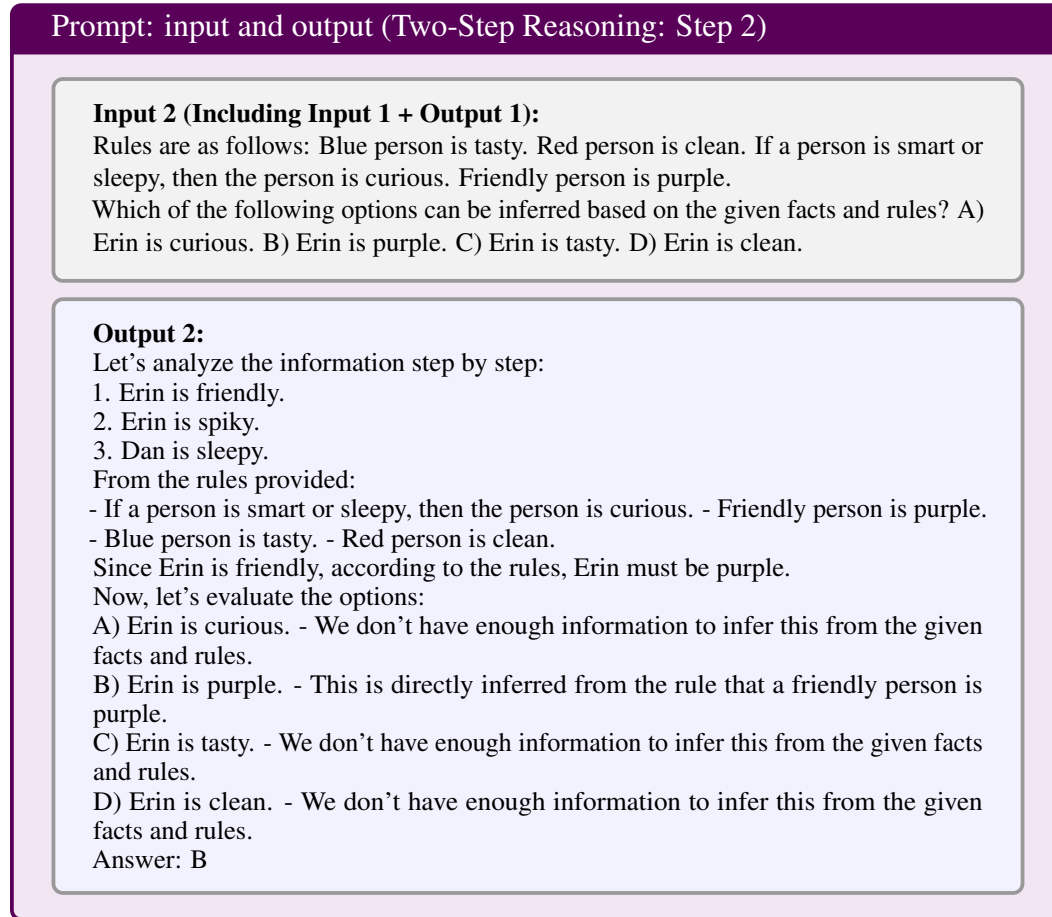 Prompt: input and output (Two-Step Reasoning: Step 2)
Input 2 (Including Input 1 + Output 1):
Rules are as follows: Blue person is tasty. Red person is clean. If a person is smart or
sleepy, then the person is curious. Friendly person is purple.
Which of the following options can be inferred based on the given facts and rules? A)
Erin is curious. B) Erin is purple. C) Erin is tasty. D) Erin is clean.
Output 2:
Let's analyze the information step by step:
1. Erin is friendly.
2. Erin is spiky.
3. Dan is sleepy.
From the rules provided:
- If a person is smart or sleepy, then the person is curious. - Friendly person is purple.
- Blue person is tasty. - Red person is clean.
Since Erin is friendly, according to the rules, Erin must be purple.
Now, let's evaluate the options:
A) Erin is curious. - We don't have enough information to infer this from the given
facts and rules.
B) Erin is purple. - This is directly inferred from the rule that a friendly person is
purple.
C) Erin is tasty. - We don't have enough information to infer this from the given facts
and rules.
D) Erin is clean. - We don't have enough information to infer this from the given
facts and rules.
Answer: B